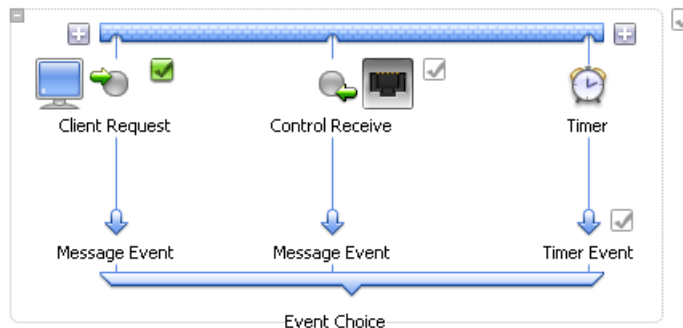 Client Request
Control Receive
Timer
Message Event
Message Event
Timer Event
Event Choice